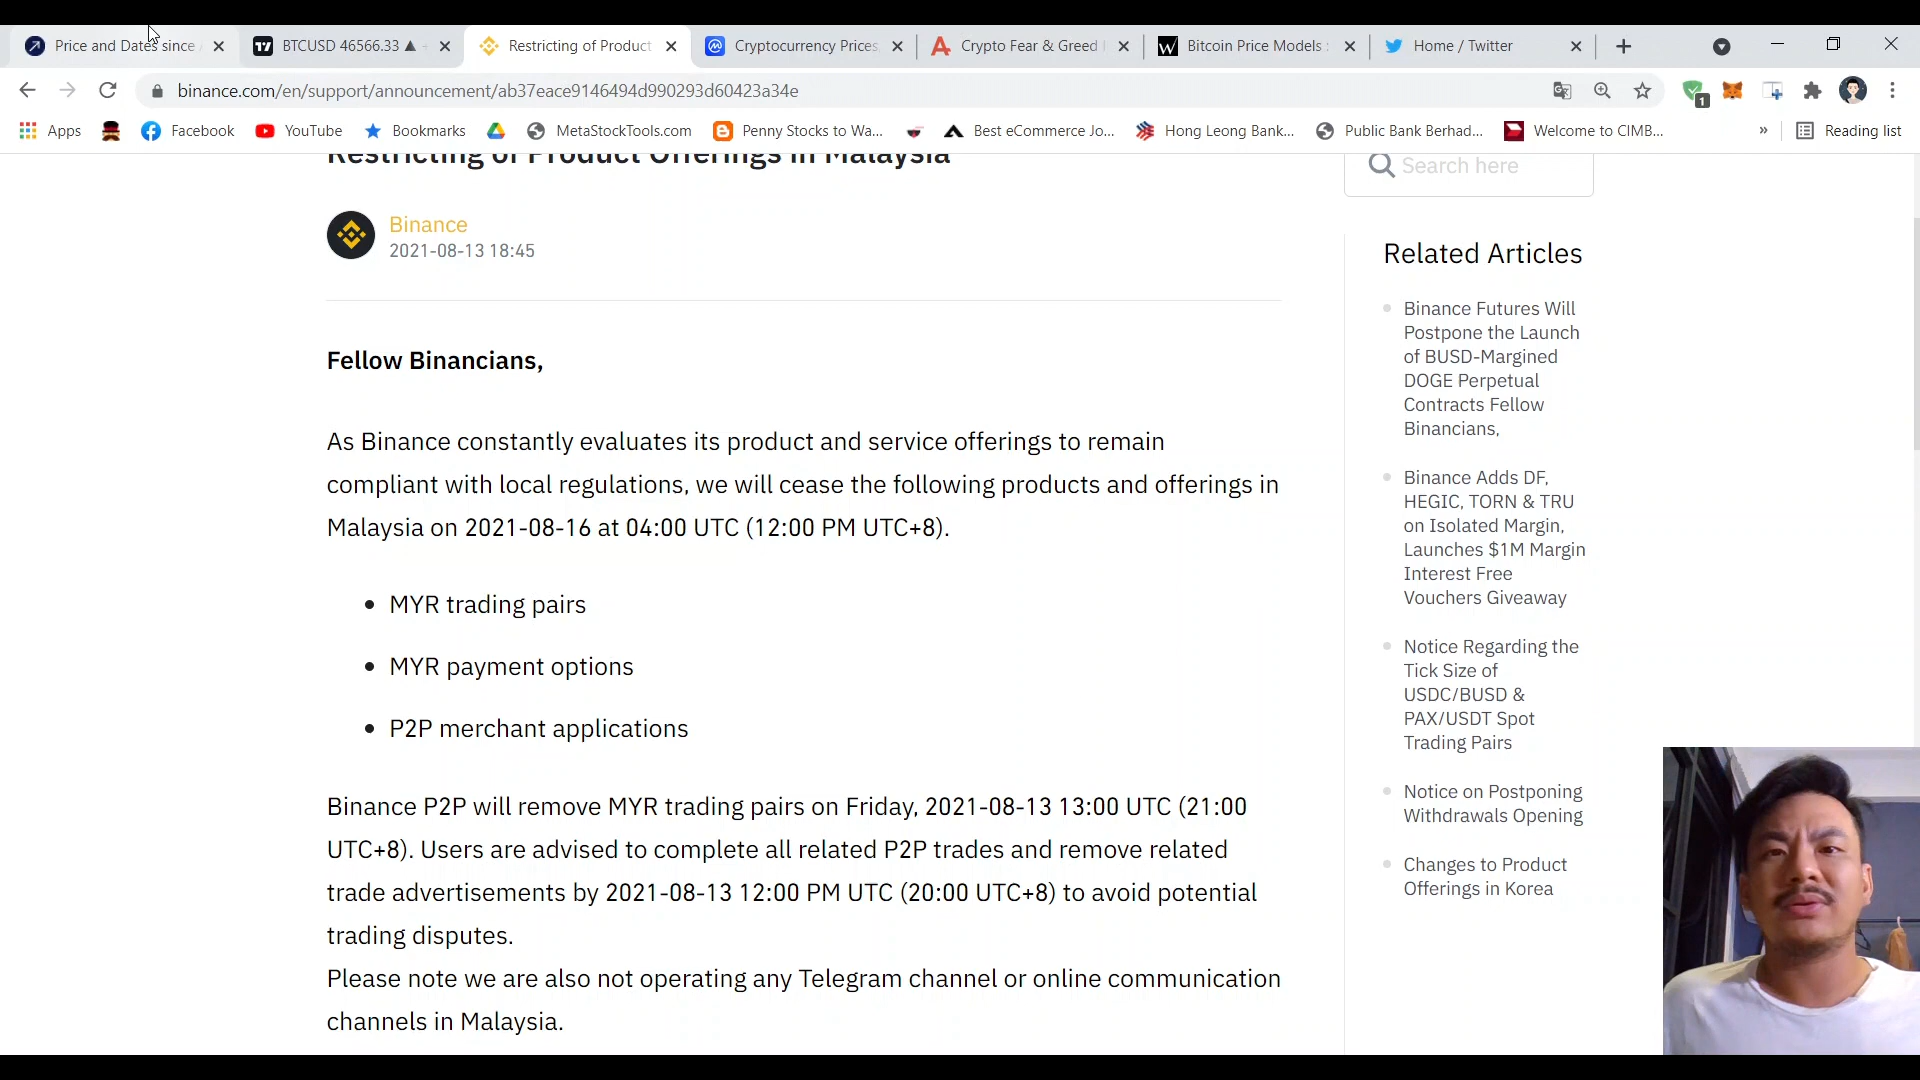 Price and Dates since
BTCUSD 46566.33 ▲
Restricting of Product
Cryptocurrency Prices
Crypto Fear & Greed
Bitcoin Price Models
Home / Twitter
binance.com/en/support/announcement/ab37eace9146494d990293d60423a34e
1
Apps
Facebook
YouTube
Bookmarks
MetaStockTools.com
Penny Stocks to Wa...
Best eCommerce Jo...
Hong Leong Bank...
Public Bank Berhad...
Welcome to CIMB...
»
Reading list
Restricting of Product Offerings in Malaysia
Binance
2021-08-13 18:45
Fellow Binancians,
As Binance constantly evaluates its product and service offerings to remain
compliant with local regulations, we will cease the following products and offerings in
Malaysia on 2021-08-16 at 04:00 UTC (12:00 PM UTC+8).
• MYR trading pairs
• MYR payment options
• P2P merchant applications
Binance P2P will remove MYR trading pairs on Friday, 2021-08-13 13:00 UTC (21:00
UTC+8). Users are advised to complete all related P2P trades and remove related
trade advertisements by 2021-08-13 12:00 PM UTC (20:00 UTC+8) to avoid potential
trading disputes.
Please note we are also not operating any Telegram channel or online communication
channels in Malaysia.
Search here
Related Articles
Binance Futures Will
Postpone the Launch
of BUSD-Margined
DOGE Perpetual
Contracts Fellow
Binancians,
Binance Adds DF,
HEGIC, TORN & TRU
on Isolated Margin,
Launches $1M Margin
Interest Free
Vouchers Giveaway
Notice Regarding the
Tick Size of
USDC/BUSD &
PAX/USDT Spot
Trading Pairs
Notice on Postponing
Withdrawals Opening
Changes to Product
Offerings in Korea